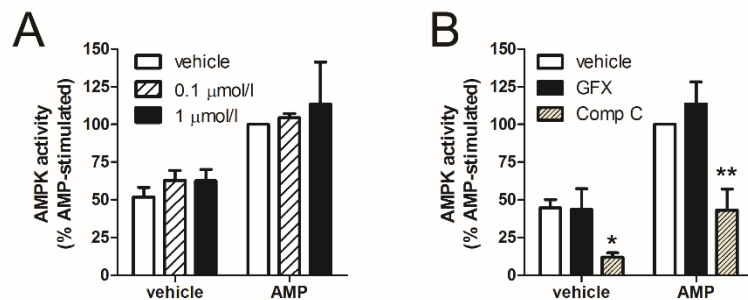 A
AMPK activity
(% AMP-stimulated)
150
125
100
75
50
25
0
vehicle
0.1 μmol/l
1 μmol/l
vehicle
AMP
B
AMPK activity
(% AMP-stimulated)
150
125
100
75
50
25
0
vehicle
GFX
Comp C
*
**
vehicle
AMP